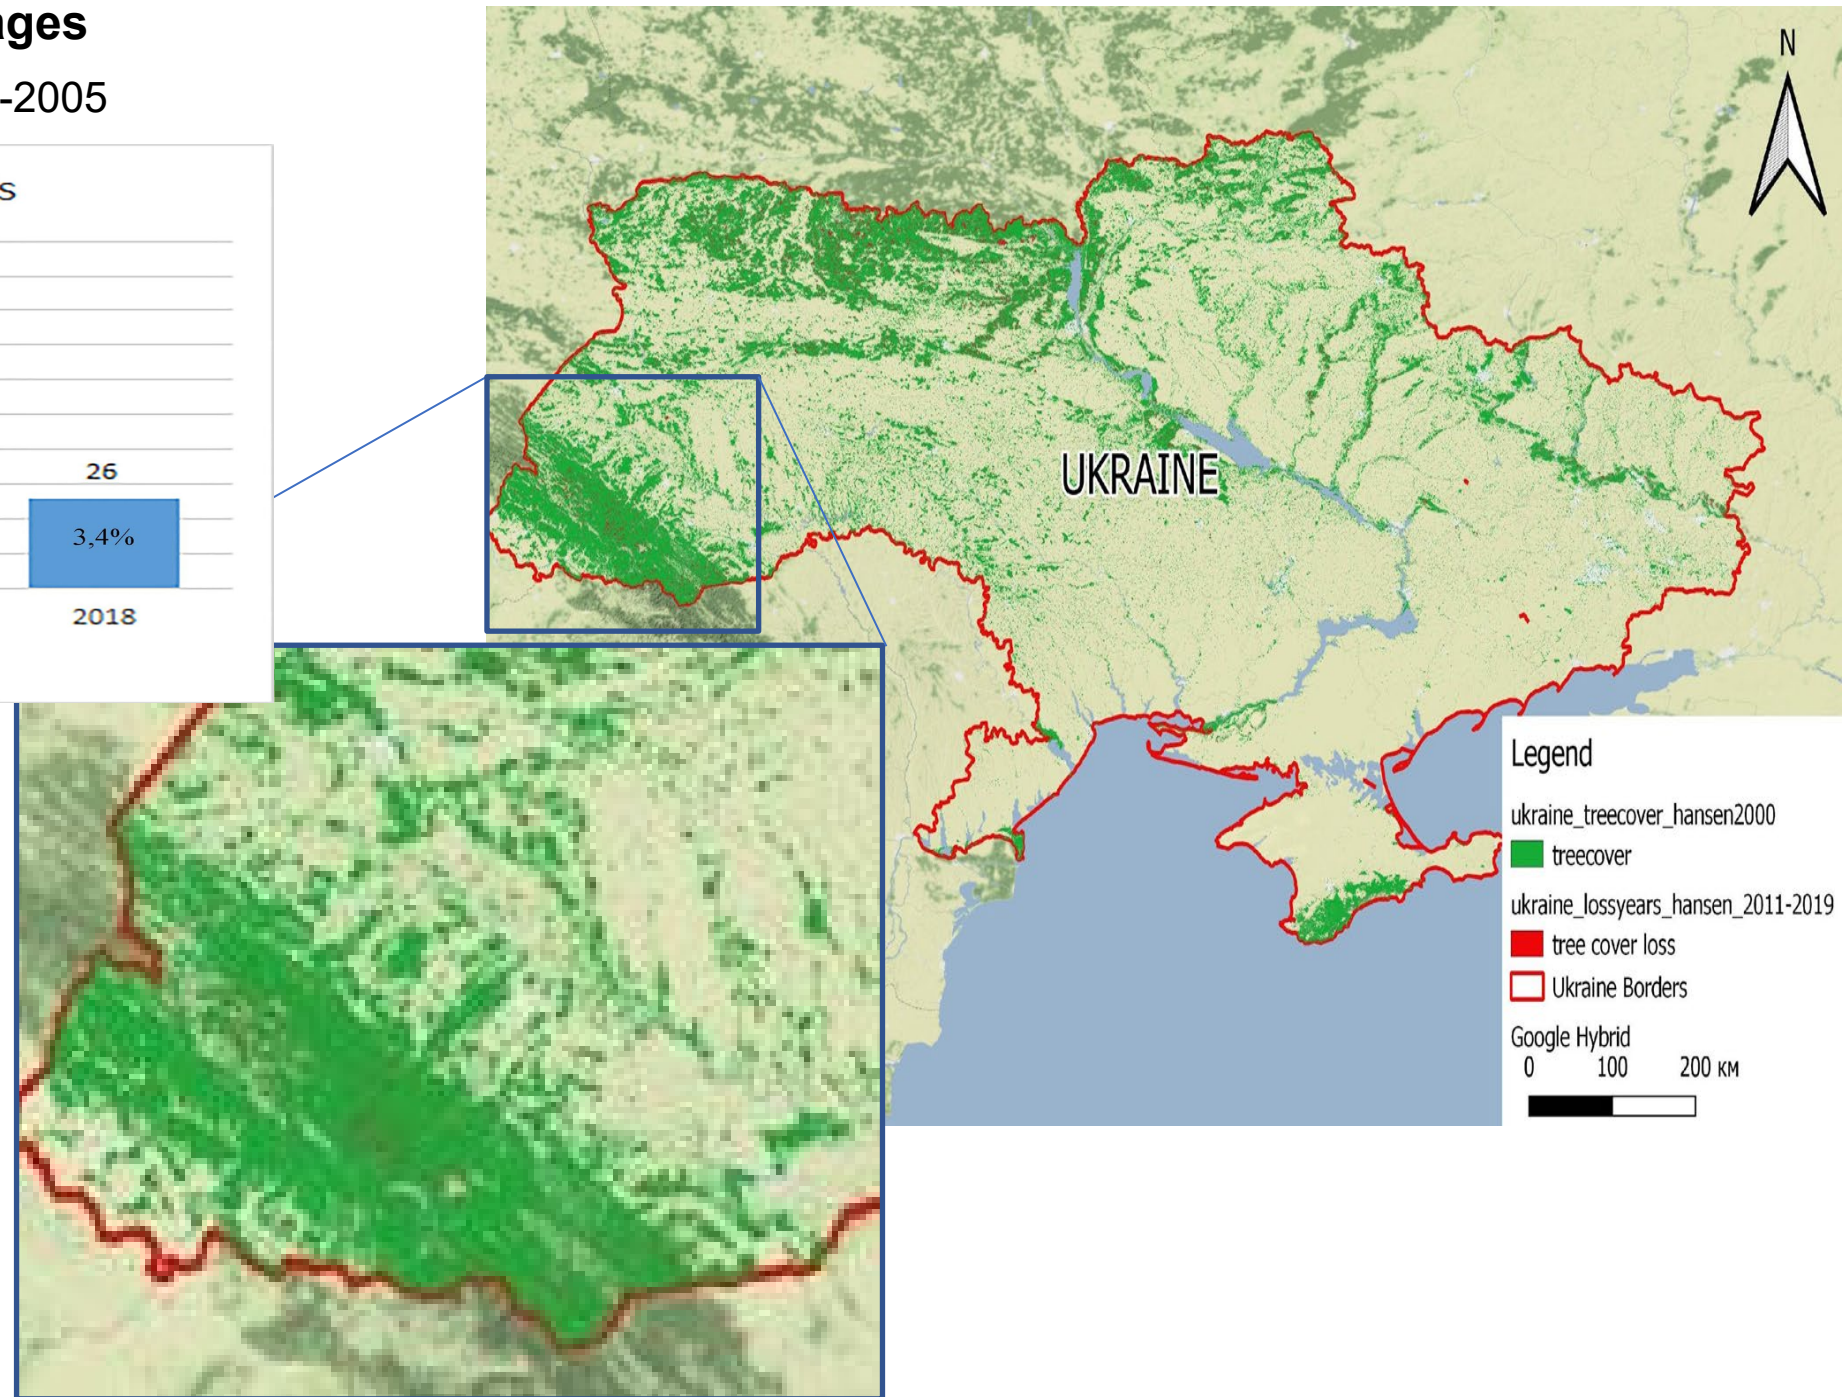 ages
-2005
s
26
3,4%
2018
N
UKRAINE
Legend
ukraine_treecover_hansen2000
treecover
ukraine_lossyears_hansen_2011-2019
tree cover loss
Ukraine Borders
Google Hybrid
0 100 200 км